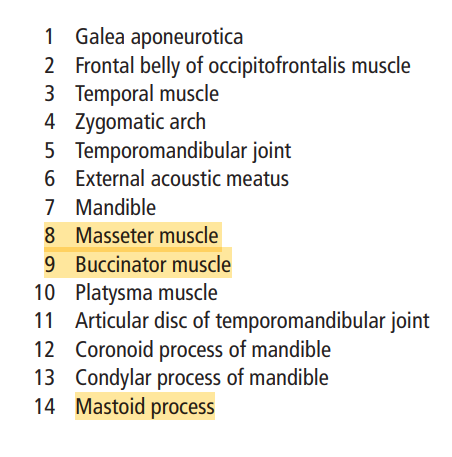 1 Galea aponeurotica
2 Frontal belly of occipitofrontalis muscle
3 Temporal muscle
4 Zygomatic arch
5 Temporomandibular joint
6 External acoustic meatus
7 Mandible
8 Masseter muscle
9 Buccinator muscle
10 Platysma muscle
11 Articular disc of temporomandibular joint
12 Coronoid process of mandible
13 Condylar process of mandible
14 Mastoid process